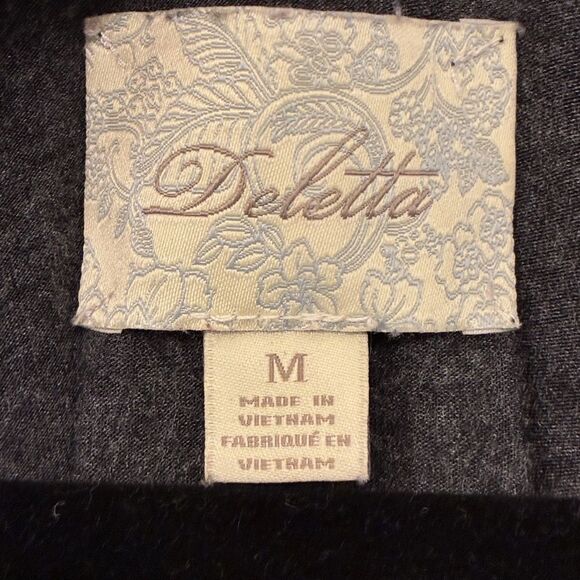 Deletta
M
MADE IN
VIETNAM
FABRIQUÉ EN
VIETNAM